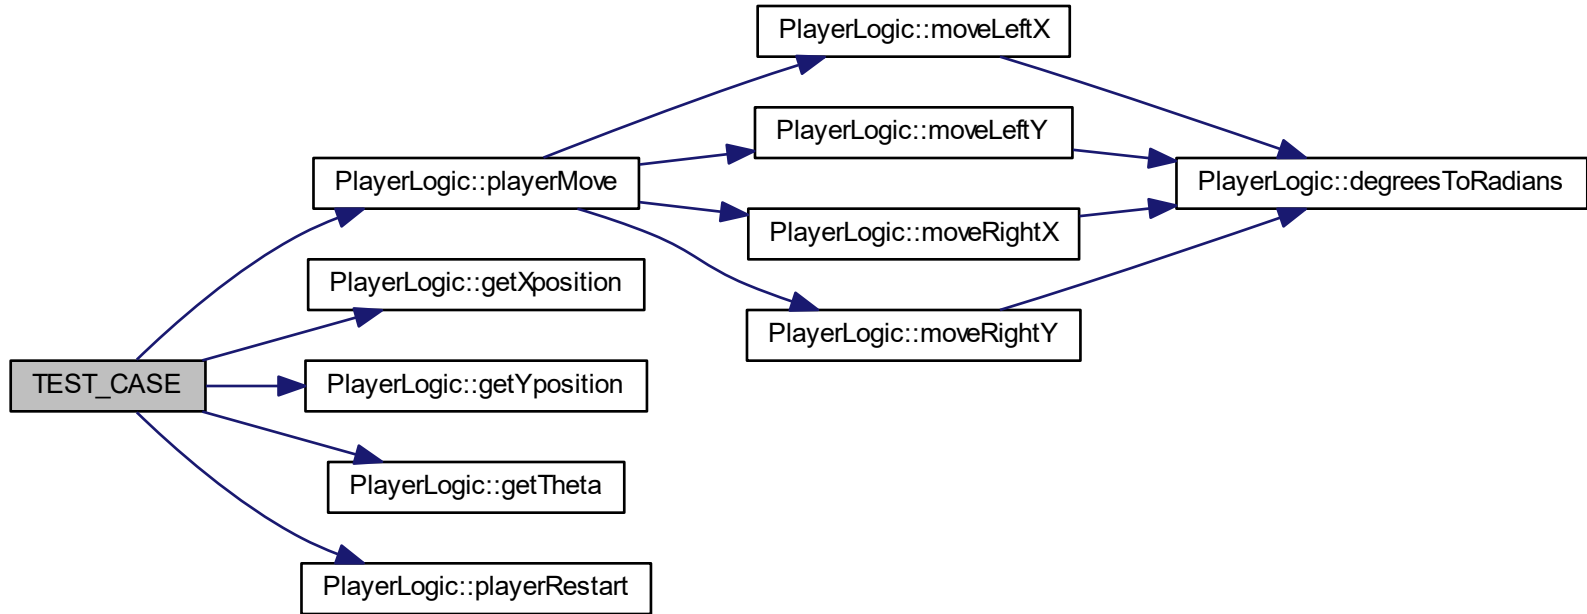 PlayerLogic::moveLeftX
PlayerLogic::moveLeftY
PlayerLogic::playerMove
PlayerLogic::degreesToRadians
PlayerLogic::moveRightX
PlayerLogic::getXposition
PlayerLogic::moveRightY
TEST_CASE
PlayerLogic::getYposition
PlayerLogic::getTheta
PlayerLogic::playerRestart